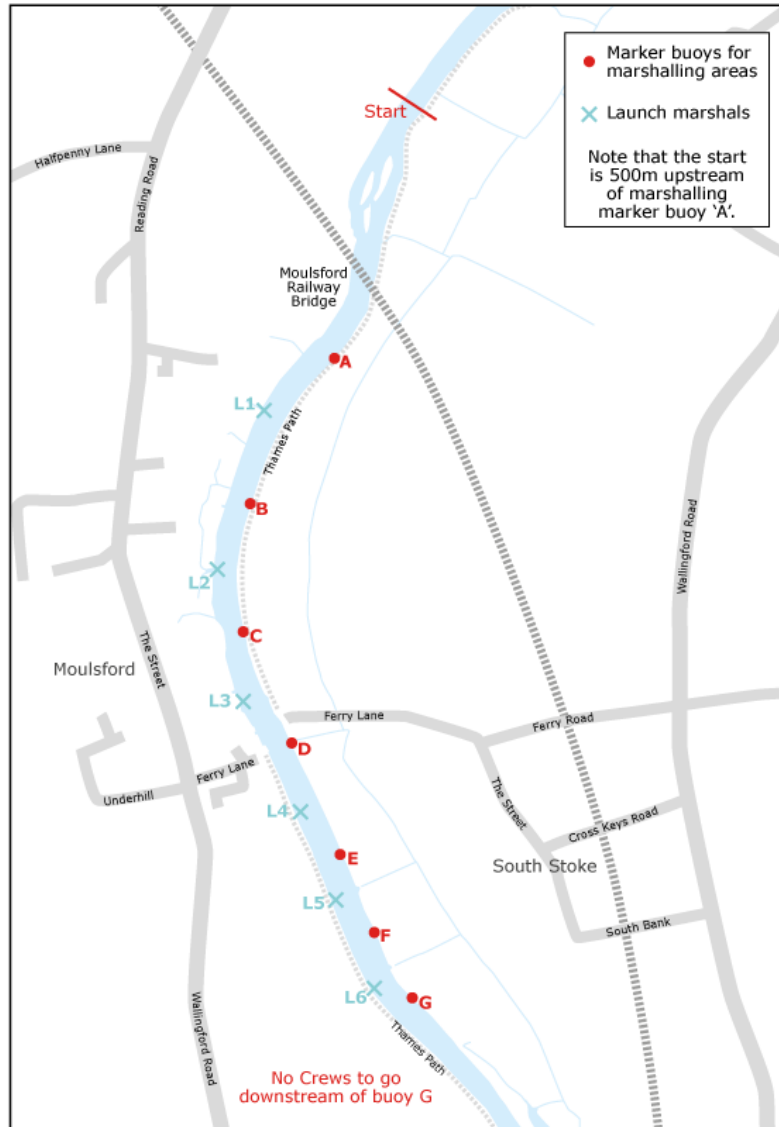 Marker buoys for
marshalling areas
Start
Launch marshals
Halfpenny Lane
Note that the start
is 500m upstream
of marshalling
marker buoy ‘A’.
Reading Road
Moulsford
Railway
Bridge
A
L1
Thames Path
B
Wallingford Road
L2
C
The Street
Moulsford
L3
Ferry Lane
Ferry Road
D
Ferry Lane
Underhill
The Street
L4
Cross Keys Road
E
South Stoke
L5
South Bank
F
L6
G
Wallingford Road
Thames Path
No Crews to go
downstream of buoy G